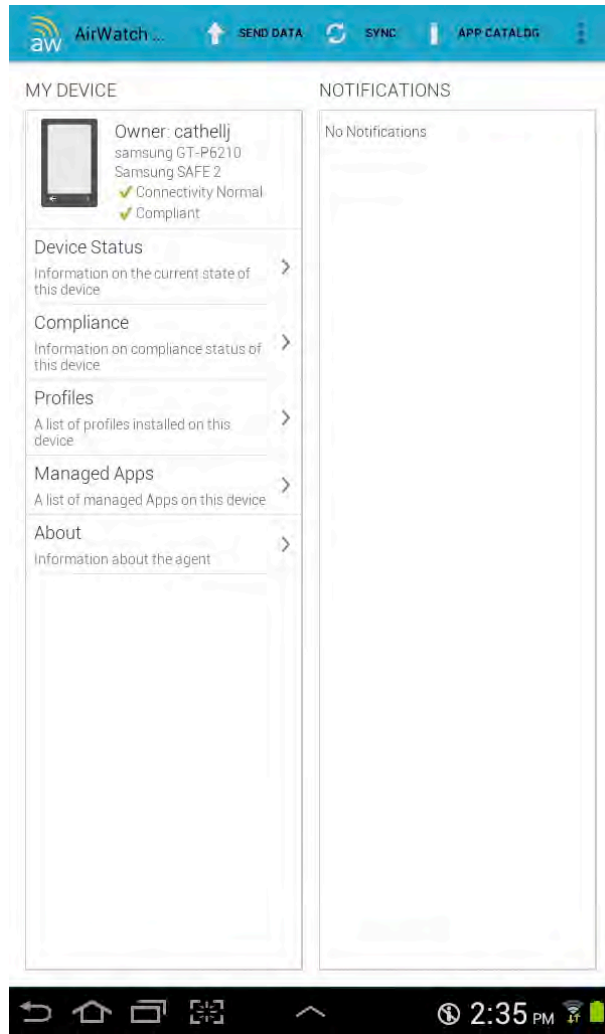 aw AirWatch ... SEND DATA SYNC APP CATALOG
MY DEVICE
Owner: cathellj
samsung GT-P6210
Samsung SAFE 2
Connectivity Normal
Compliant
Device Status
Information on the current state of
this device
Compliance
Information on compliance status of
this device
Profiles
A list of profiles installed on this
device
Managed Apps
A list of managed Apps on this device
About
Information about the agent
NOTIFICATIONS
No Notifications
2:35 PM